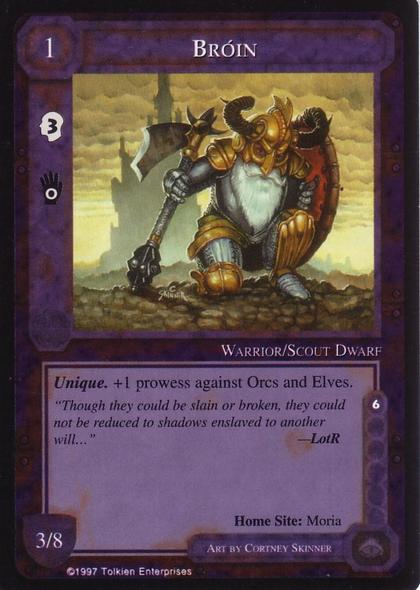 1
BRÓIN
3
0
C SKINNER
WARRIOR/SCOUT DWARF
Unique. +1 prowess against Orcs and Elves.
"Though they could be slain or broken, they could
not be reduced to shadows enslaved to another
will…" —LotR
6
Home Site: Moria
3/8
ART BY CORTNEY SKINNER
©1997 Tolkien Enterprises